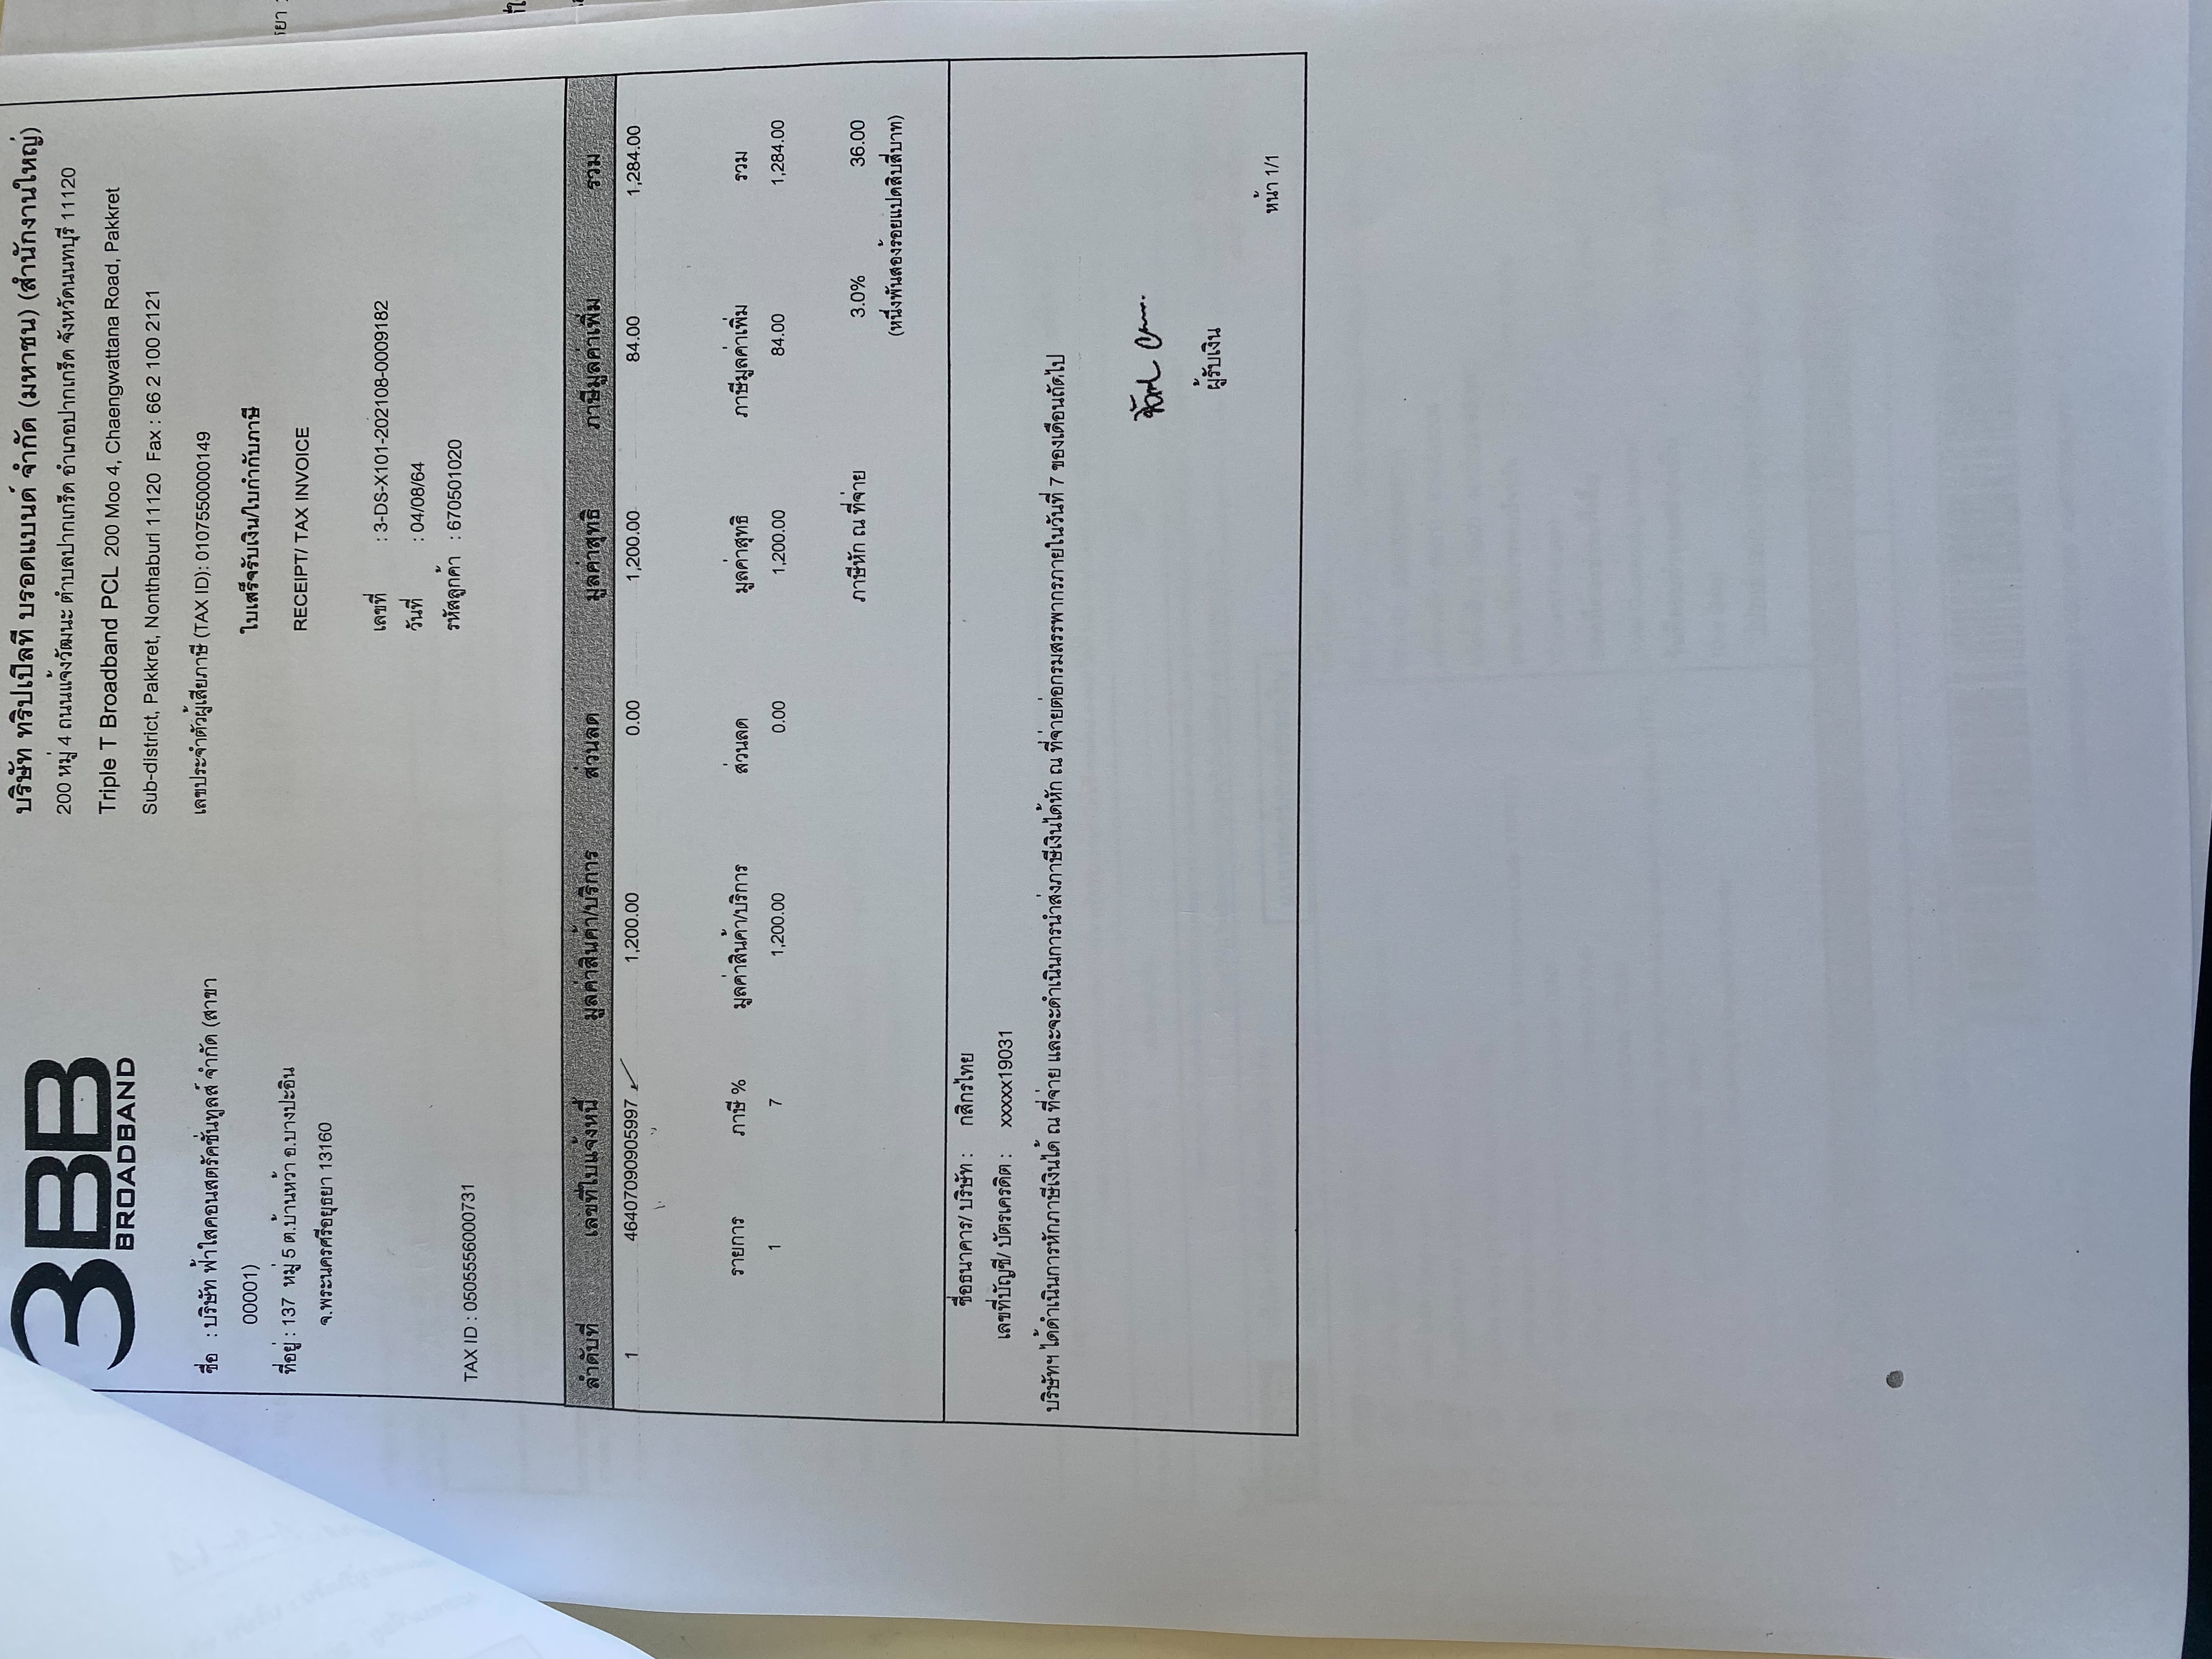 3BB
BROADBAND
บริษัท ทริปเปิลที บรอดแบนด์ จำกัด (มหาชน) (สำนักงานใหญ่)
200 หมู่ 4 ถนนแจ้งวัฒนะ ตำบลปากเกร็ด อำเภอปากเกร็ด จังหวัดนนทบุรี 11120
Triple T Broadband PCL 200 Moo 4, Chaengwattana Road, Pakkret
Sub-district, Pakkret, Nonthaburi 11120 Fax : 66 2 100 2121
เลขประจำตัวผู้เสียภาษี (TAX ID): 0107550000149
ชื่อ : บริษัท ฟ้าใสคอนสตรัคชั่นทูลส์ จำกัด (สาขา
00001)
ที่อยู่ : 137 หมู่ 5 ต.บ้านหว้า อ.บางปะอิน
จ.พระนครศรีอยุธยา 13160
TAX ID : 0505556000731
ใบเสร็จรับเงิน/ใบกำกับภาษี
RECEIPT/ TAX INVOICE
เลขที่ : 3-DS-X101-202108-0009182
วันที่ : 04/08/64
รหัสลูกค้า : 670501020
ลำดับที่ เลขที่ใบแจ้งหนี้ มูลค่าสินค้า/บริการ ส่วนลด มูลค่าสุทธิ ภาษีมูลค่าเพิ่ม รวม
1 46407090905997 1,200.00 0.00 1,200.00 84.00 1,284.00
รายการ ภาษี % มูลค่าสินค้า/บริการ ส่วนลด มูลค่าสุทธิ ภาษีมูลค่าเพิ่ม รวม
1 7 1,200.00 0.00 1,200.00 84.00 1,284.00
ภาษีหัก ณ ที่จ่าย 3.0% 36.00
(หนึ่งพันสองร้อยแปดสิบสี่บาท)
ชื่อธนาคาร/ บริษัท : กสิกรไทย
เลขที่บัญชี/ บัตรเครดิต : xxxxx19031
บริษัทฯ ได้ดำเนินการหักภาษีเงินได้ ณ ที่จ่าย และจะดำเนินการนำส่งภาษีเงินได้หัก ณ ที่จ่ายต่อกรมสรรพากรภายในวันที่ 7 ของเดือนถัดไป
ผู้รับเงิน
หน้า 1/1